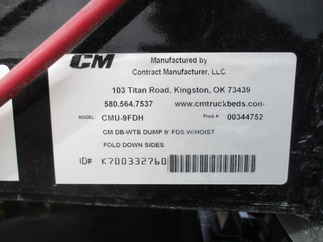 CM
Manufactured by
Contract Manufacturer, LLC.
103 Titan Road, Kingston, OK 73439
580.564.7537 www.cmtruckbeds.com
MODEL CMU-9FDH Prod # 00344752
CM DB-WTB DUMP 9' FDS W/HOIST
FOLD DOWN SIDES
ID# K700332760